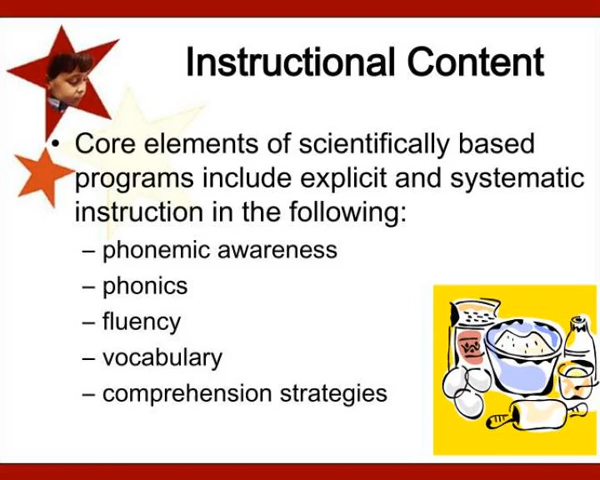 Instructional Content
• Core elements of scientifically based
programs include explicit and systematic
instruction in the following:
– phonemic awareness
– phonics
– fluency
– vocabulary
– comprehension strategies